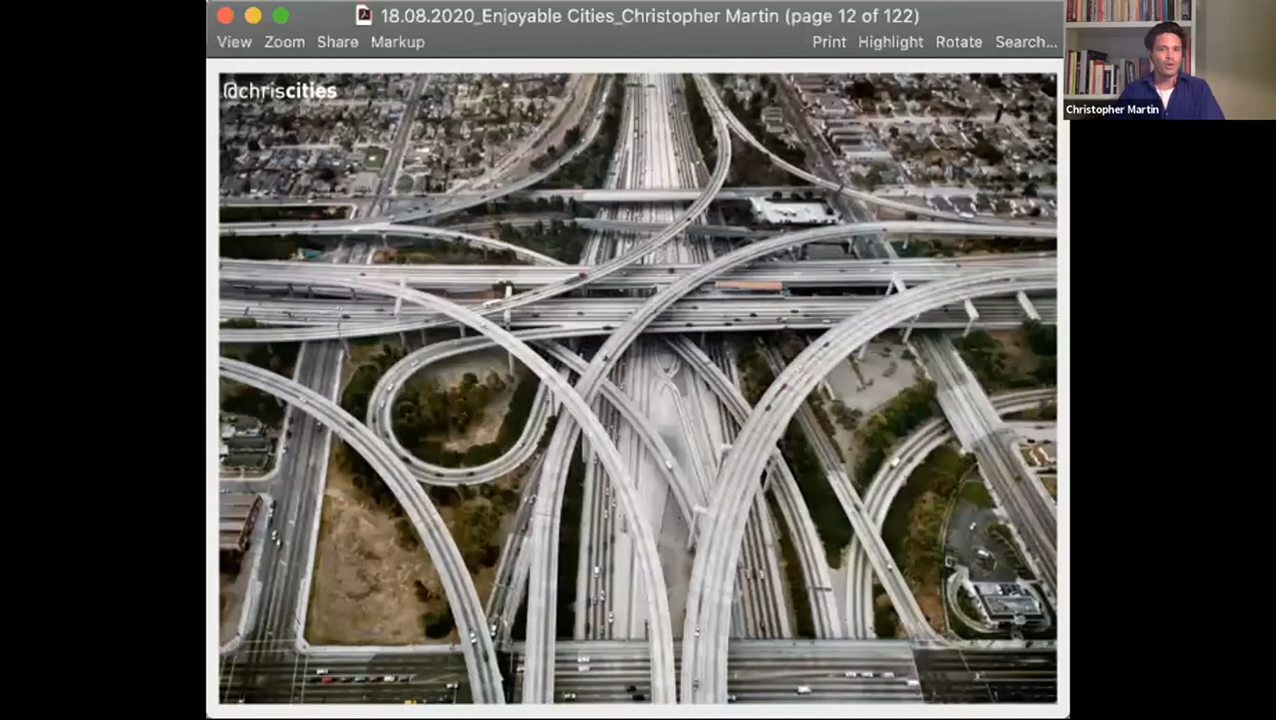 18.08.2020_Enjoyable Cities_Christopher Martin (page 12 of 122)
View Zoom Share Markup Print Highlight Rotate Search...
@chriscities
Christopher Martin